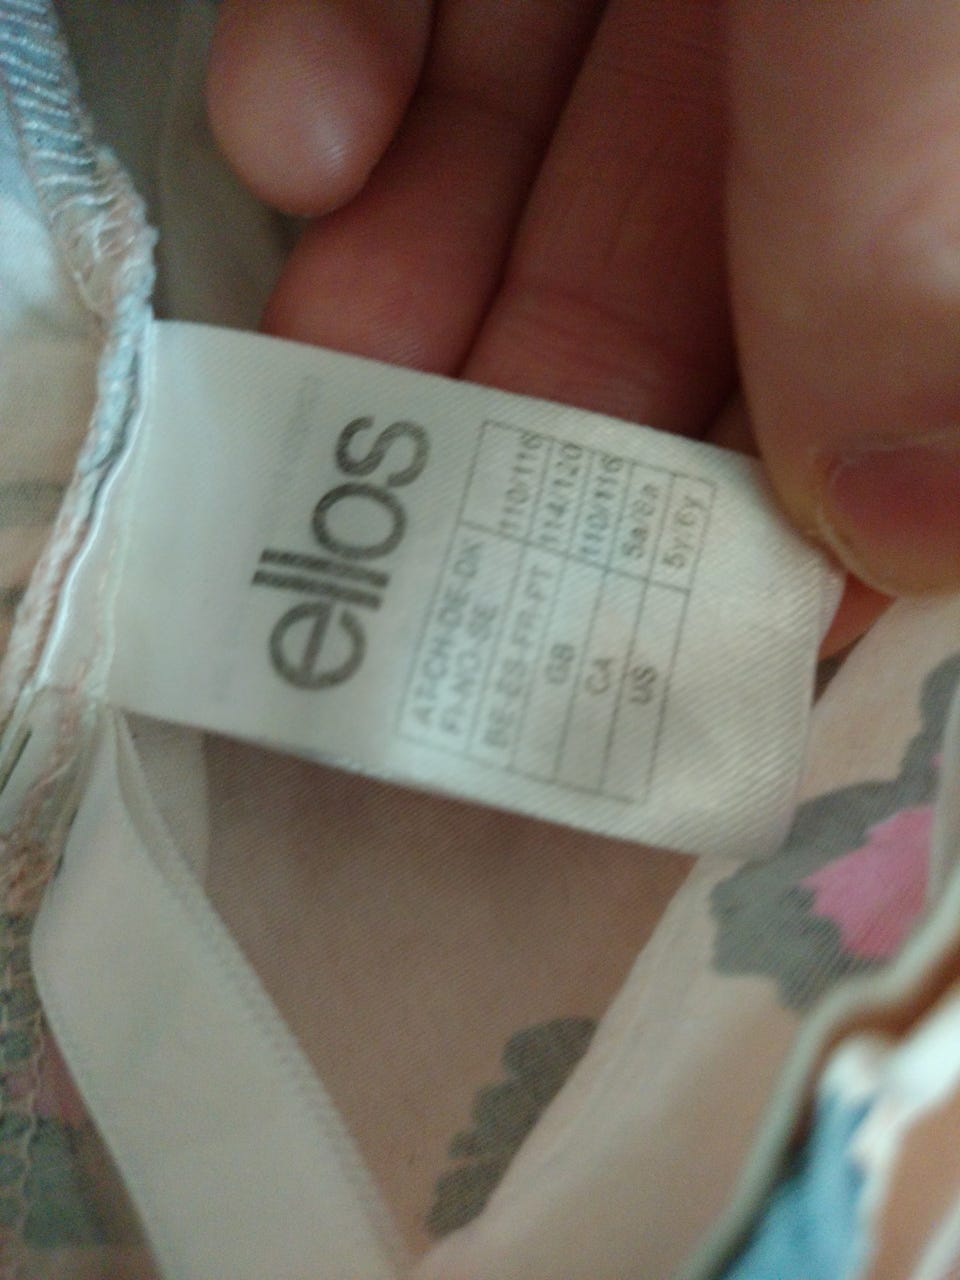 ellos
AT-CH-DE-DK
FI-NO-SE 110/116
BE-ES-FR-PT 114/120
GB 110/116
CA 5a/6a
US 5y/6y